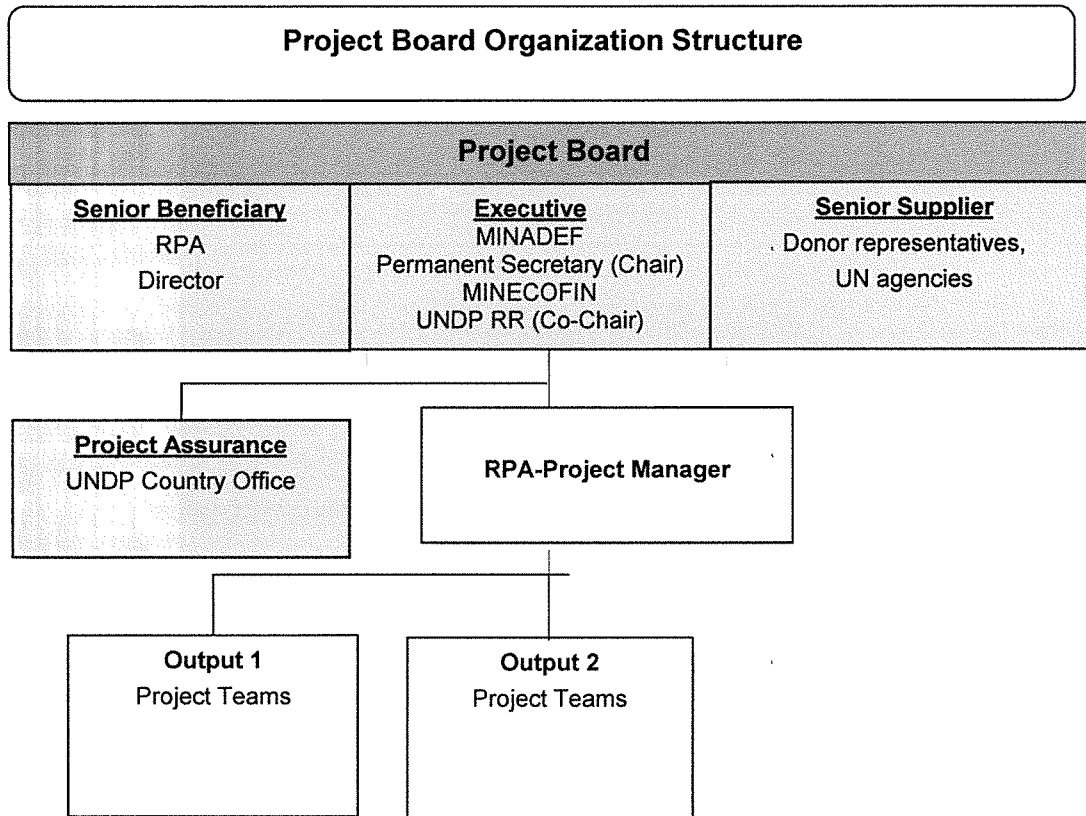 Project Board Organization Structure
Project Board
Senior Beneficiary
RPA
Director
Executive
MINADEF
Permanent Secretary (Chair)
MINECOFIN
UNDP RR (Co-Chair)
Senior Supplier
Donor representatives,
UN agencies
Project Assurance
UNDP Country Office
RPA-Project Manager
Output 1
Project Teams
Output 2
Project Teams